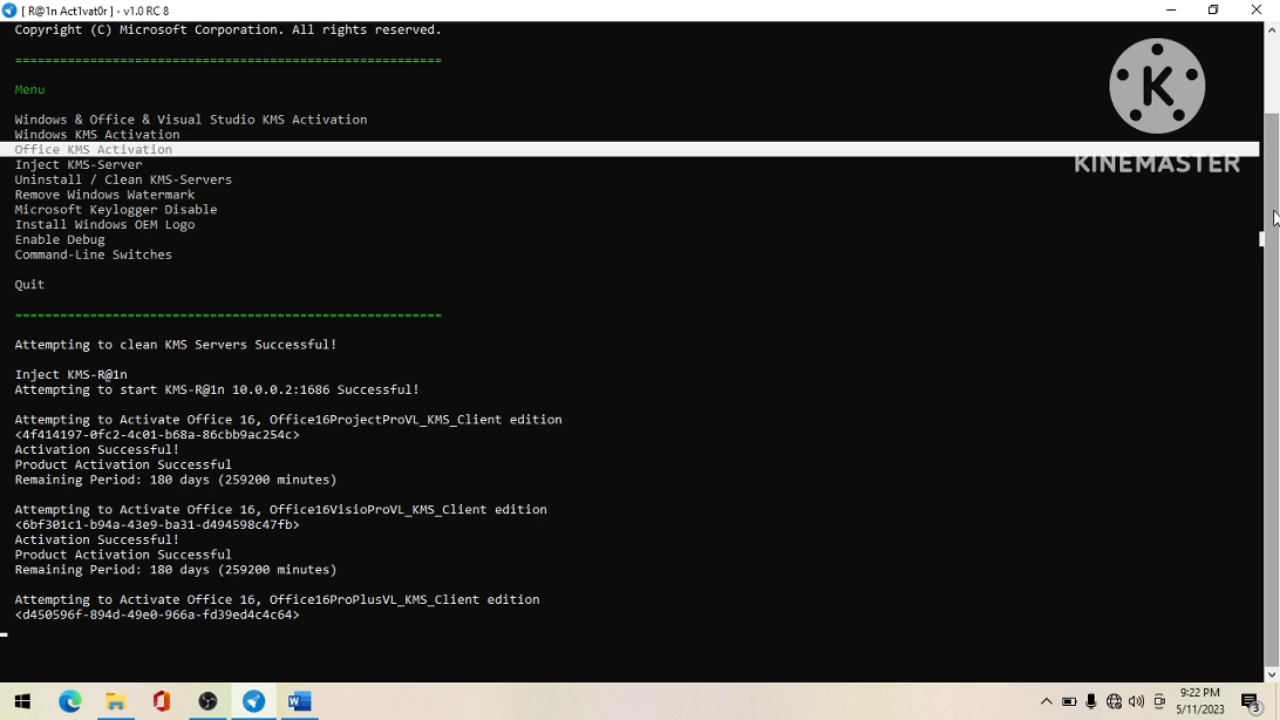 [ R@1n Act1vat0r ] - v1.0 RC 8
Copyright (C) Microsoft Corporation. All rights reserved.
=========================================================
Menu
Windows & Office & Visual Studio KMS Activation
Windows KMS Activation
Office KMS Activation
Inject KMS-Server
Uninstall / Clean KMS-Servers
Remove Windows Watermark
Microsoft Keylogger Disable
Install Windows OEM Logo
Enable Debug
Command-Line Switches
Quit
=========================================================
Attempting to clean KMS Servers Successful!
Inject KMS-R@1n
Attempting to start KMS-R@1n 10.0.0.2:1686 Successful!
Attempting to Activate Office 16, Office16ProjectProVL_KMS_Client edition
<4f414197-0fc2-4c01-b68a-86cbb9ac254c>
Activation Successful!
Product Activation Successful
Remaining Period: 180 days (259200 minutes)
Attempting to Activate Office 16, Office16VisioProVL_KMS_Client edition
<6bf301c1-b94a-43e9-ba31-d494598c47fb>
Activation Successful!
Product Activation Successful
Remaining Period: 180 days (259200 minutes)
Attempting to Activate Office 16, Office16ProPlusVL_KMS_Client edition
<d450596f-894d-49e0-966a-fd39ed4c4c64>
K
KINEMASTER
9:22 PM
5/11/2023
3